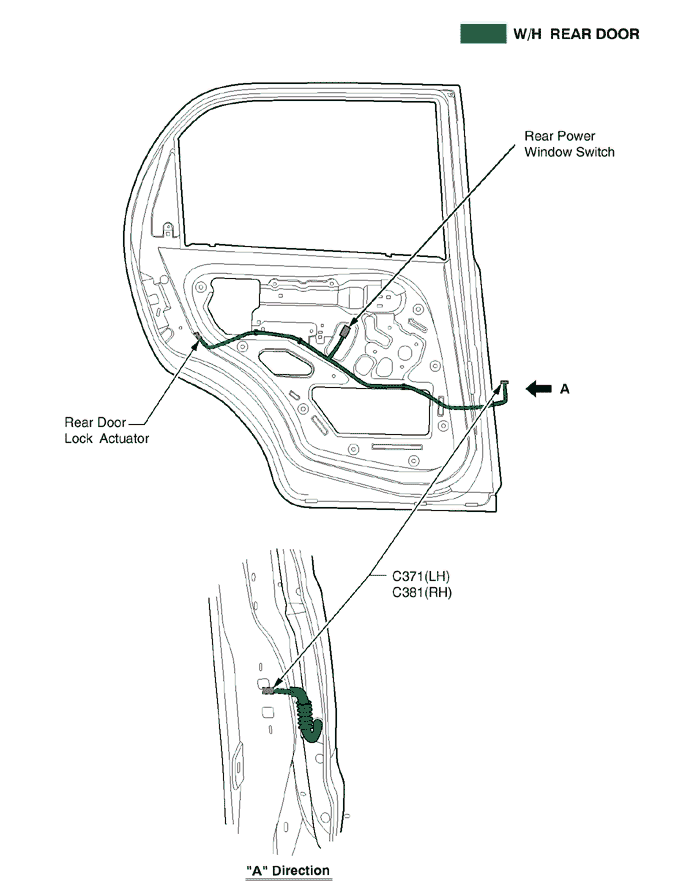 W/H REAR DOOR
Rear Power
Window Switch
A
Rear Door
Lock Actuator
C371(LH)
C381(RH)
"A" Direction